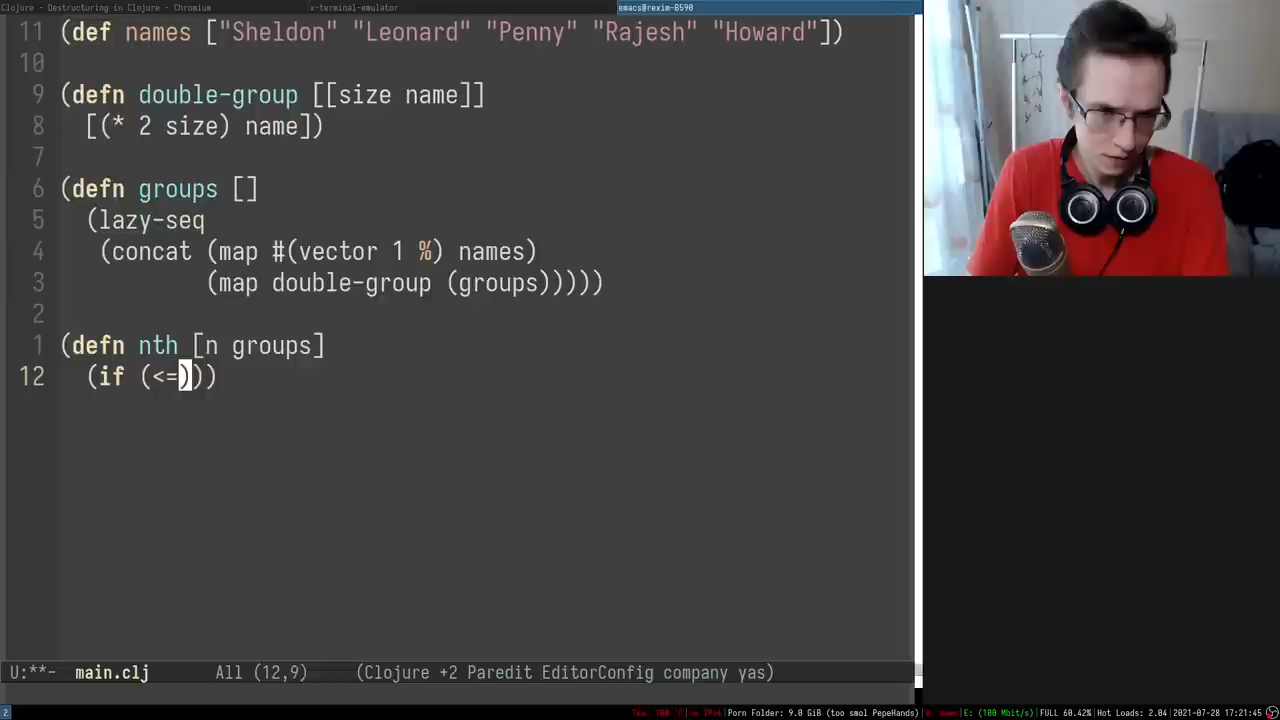 Clojure - Destructuring in Clojure - Chromium
x-terminal-emulator
emacs@rexim-B590
11 (def names ["Sheldon" "Leonard" "Penny" "Rajesh" "Howard"])
10
9 (defn double-group [[size name]]
8 [(* 2 size) name])
7
6 (defn groups []
5 (lazy-seq
4 (concat (map #(vector 1 %) names)
3 (map double-group (groups)))))
2
1 (defn nth [n groups]
12 (if (<=)))
U:**- main.clj All (12,9) (Clojure +2 Paredit EditorConfig company yas)
2
Porn Folder: 9.0 GiB (too smol PepeHands) E: (100 Mbit/s) FULL 60.42% Hot Loads: 2.04 2021-07-28 17:21:45